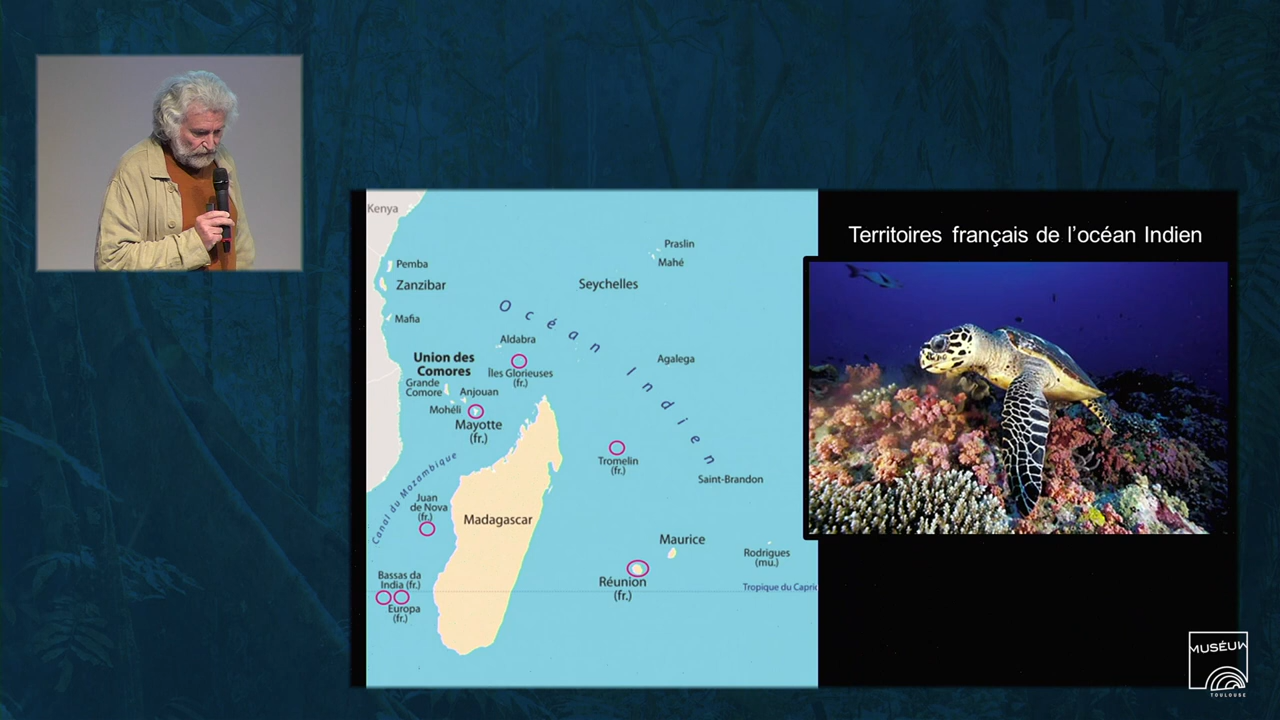 Territoires français de l'océan Indien
Kenya
Praslin
Mahé
Pemba
Zanzibar
Seychelles
Mafia
Océan Indien
Aldabra
Union des
Comores
Îles Glorieuses
(fr.)
Agalega
Grande
Comore
Anjouan
Mohéli
Mayotte
(fr.)
Canal du Mozambique
Tromelin
(fr.)
Saint-Brandon
Juan
de Nova
(fr.)
Madagascar
Maurice
Rodrigues
(mu.)
Bassas da
India (fr.)
Europa
(fr.)
Réunion
(fr.)
Tropique du Capric
MUSÉUM
TOULOUSE